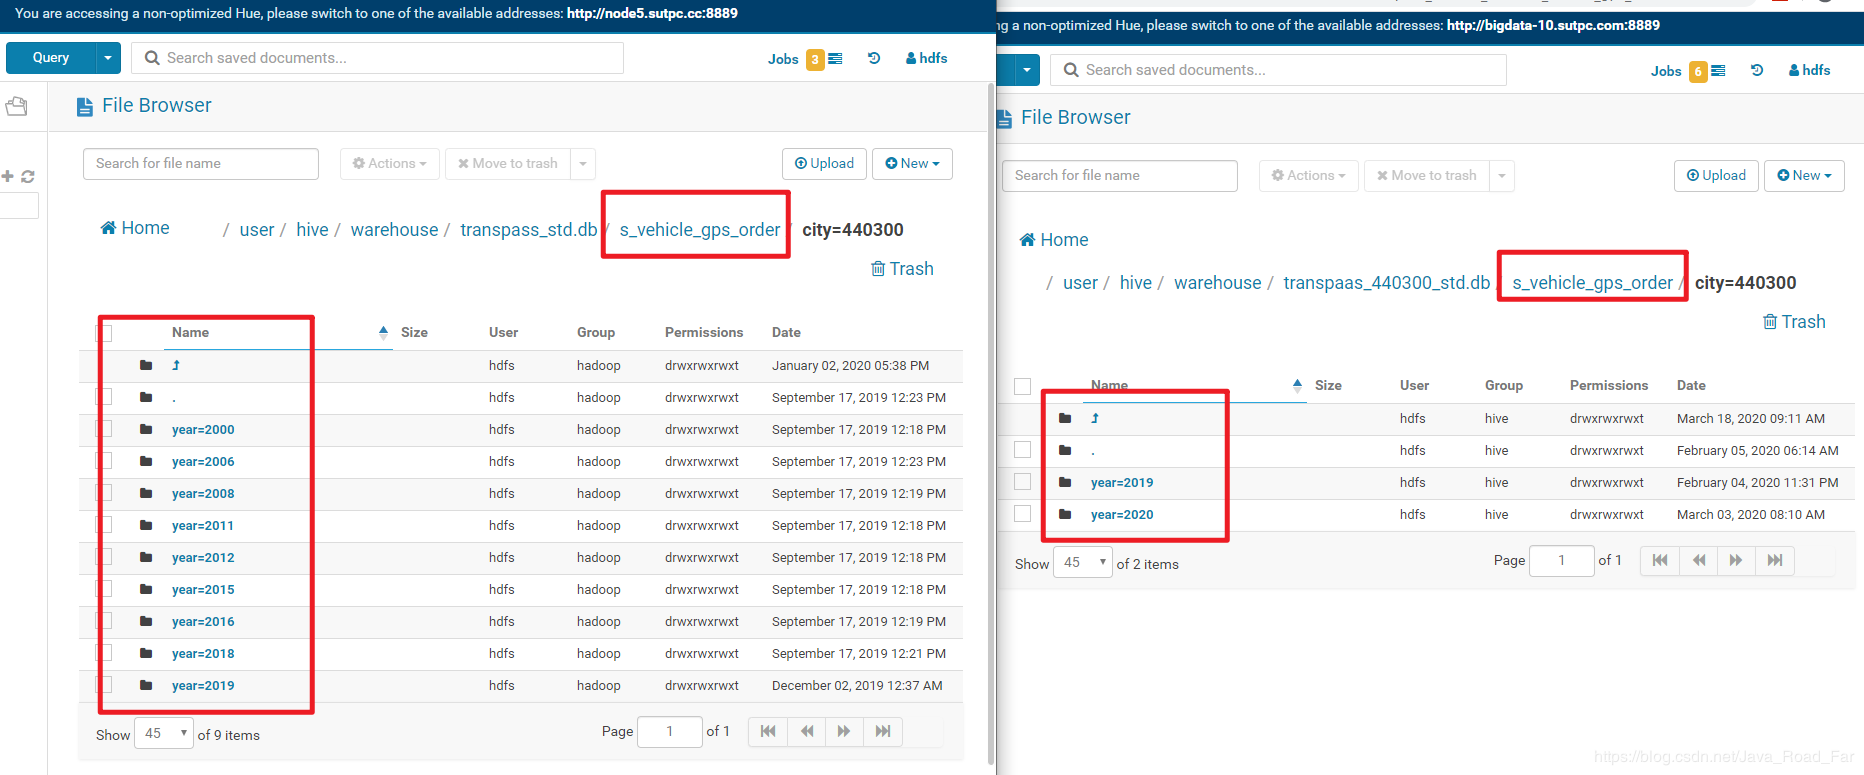 You are accessing a non-optimized Hue, please switch to one of the available addresses: http://node5.sutpc.cc:8889
Query
Search saved documents...
Jobs 3
hdfs
File Browser
Search for file name
Actions
Move to trash
Upload
New
Home / user / hive / warehouse / transpass_std.db / s_vehicle_gps_order / city=440300
Trash
Name Size User Group Permissions Date
hdfs hadoop drwxrwxrwxt January 02, 2020 05:38 PM
. hdfs hadoop drwxrwxrwxt September 17, 2019 12:23 PM
year=2000 hdfs hadoop drwxrwxrwxt September 17, 2019 12:18 PM
year=2006 hdfs hadoop drwxrwxrwxt September 17, 2019 12:23 PM
year=2008 hdfs hadoop drwxrwxrwxt September 17, 2019 12:19 PM
year=2011 hdfs hadoop drwxrwxrwxt September 17, 2019 12:18 PM
year=2012 hdfs hadoop drwxrwxrwxt September 17, 2019 12:18 PM
year=2015 hdfs hadoop drwxrwxrwxt September 17, 2019 12:18 PM
year=2016 hdfs hadoop drwxrwxrwxt September 17, 2019 12:19 PM
year=2018 hdfs hadoop drwxrwxrwxt September 17, 2019 12:21 PM
year=2019 hdfs hadoop drwxrwxrwxt December 02, 2019 12:37 AM
Show 45 of 9 items Page 1 of 1
ng a non-optimized Hue, please switch to one of the available addresses: http://bigdata-10.sutpc.com:8889
Search saved documents...
Jobs 6
hdfs
File Browser
Search for file name
Actions
Move to trash
Upload
New
Home
/ user / hive / warehouse / transpaas_440300_std.db / s_vehicle_gps_order / city=440300
Trash
Name Size User Group Permissions Date
hdfs hive drwxrwxrwxt March 18, 2020 09:11 AM
. hdfs hive drwxrwxrwxt February 05, 2020 06:14 AM
year=2019 hdfs hive drwxrwxrwxt February 04, 2020 11:31 PM
year=2020 hdfs hive drwxrwxrwxt March 03, 2020 08:10 AM
Show 45 of 2 items Page 1 of 1
https://blog.csdn.net/Java_Road_Far